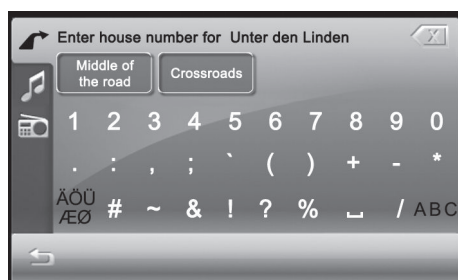 Enter house number for Unter den Linden
X
Middle of
the road
Crossroads
1 2 3 4 5 6 7 8 9 0
. : , ; ` ( ) + - *
ÄÖÜ
ÆØ
# ~ & ! ? % ⎵ / ABC